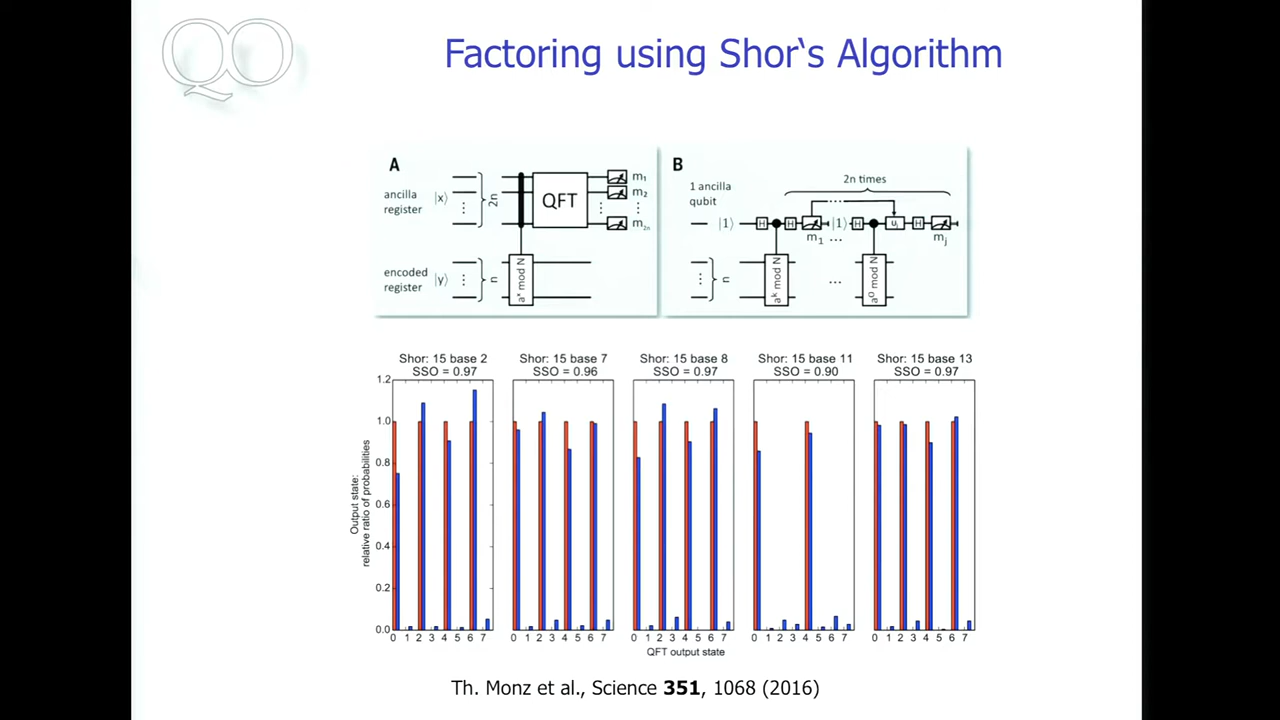 QO
Factoring using Shor‛s Algorithm
A
ancilla
register
|x⟩
2n
QFT
m₁
m₂
m₂ₙ
encoded
register
|y⟩
n
aˣ mod N
B
1 ancilla
qubit
2n times
|1⟩
H
H
m₁
|1⟩
H
Uⱼ
H
mⱼ
n
aᵏ mod N
a⁰ mod N
Shor: 15 base 2
SSO = 0.97
Shor: 15 base 7
SSO = 0.96
Shor: 15 base 8
SSO = 0.97
Shor: 15 base 11
SSO = 0.90
Shor: 15 base 13
SSO = 0.97
Output state:
relative ratio of probabilities
1.2
1.0
0.8
0.6
0.4
0.2
0.0
0 1 2 3 4 5 6 7
0 1 2 3 4 5 6 7
0 1 2 3 4 5 6 7
0 1 2 3 4 5 6 7
0 1 2 3 4 5 6 7
QFT output state
Th. Monz et al., Science 351, 1068 (2016)